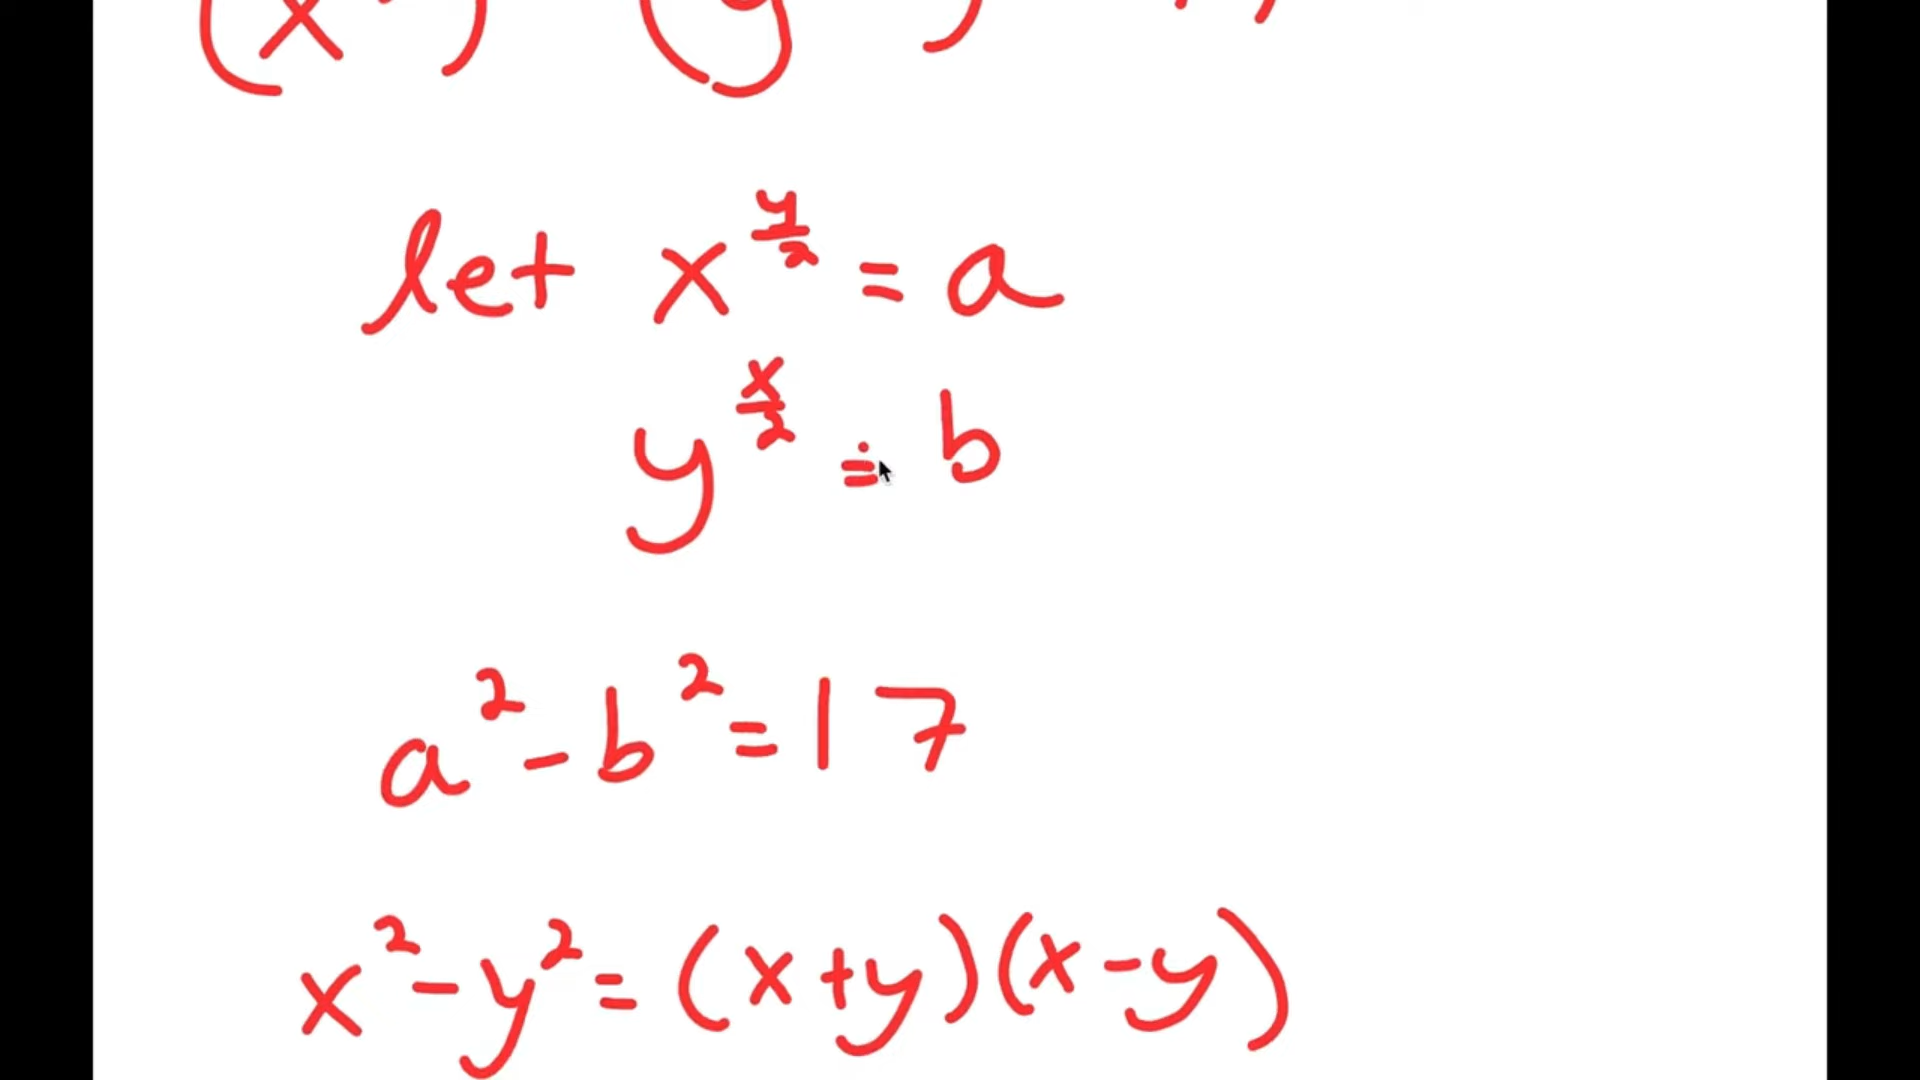 (x ) (y )
let x^(y/2) = a
y^(x/2) = b
a² - b² = 17
x² - y² = (x + y)(x - y)